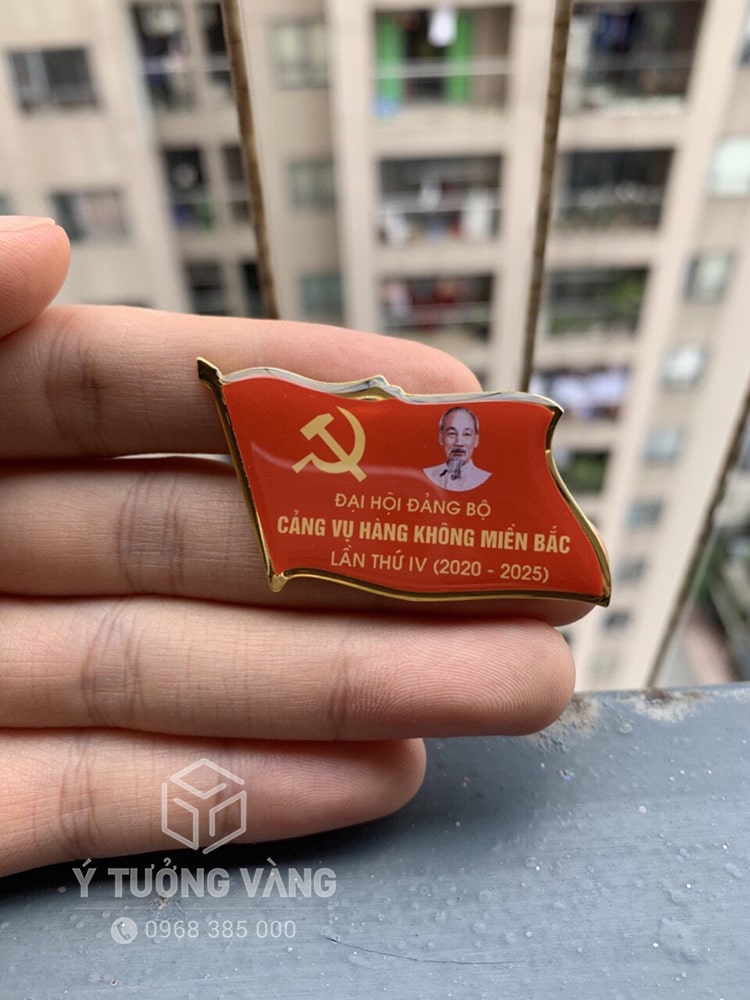 ĐẠI HỘI ĐẢNG BỘ
CẢNG VỤ HÀNG KHÔNG MIỀN BẮC
LẦN THỨ IV (2020 - 2025)
Ý TƯỞNG VÀNG
0968 385 000